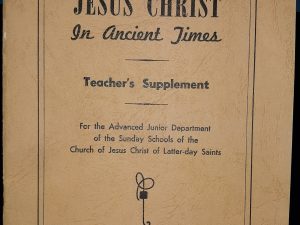 JESUS CHRIST
In Ancient Times
Teacher's Supplement
For the Advanced Junior Department
of the Sunday Schools of the
Church of Jesus Christ of Latter-day Saints